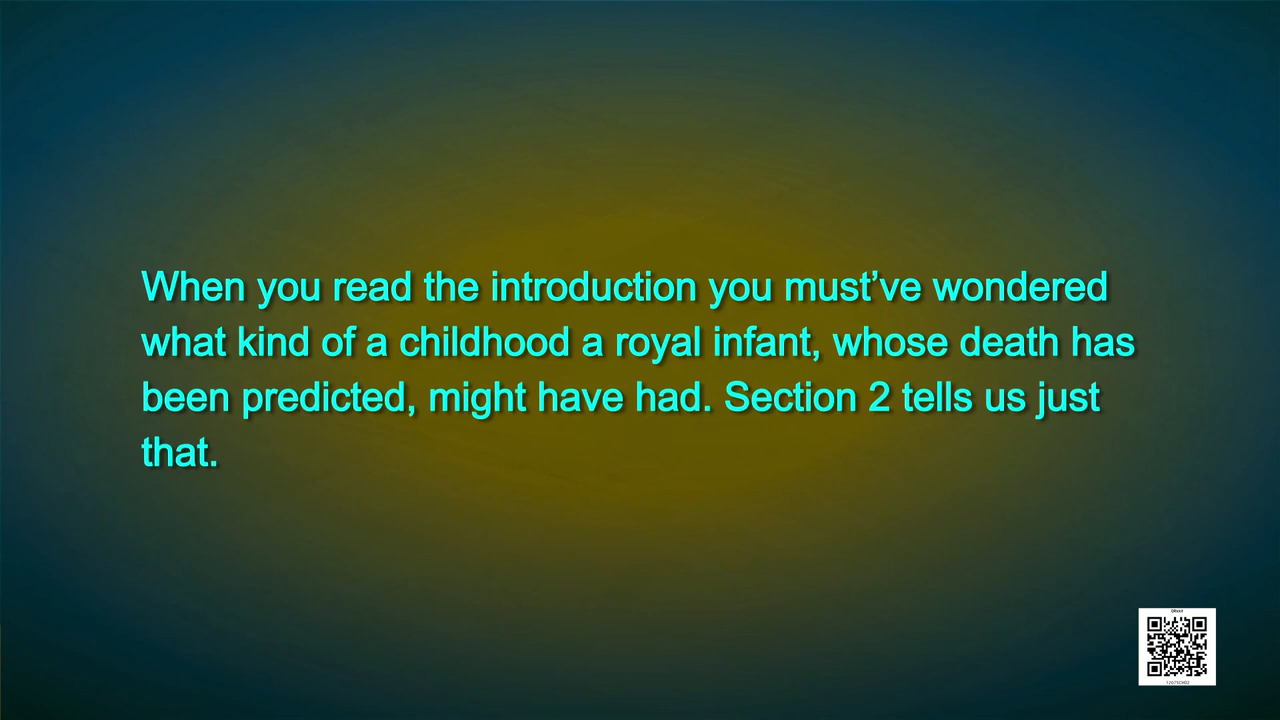 When you read the introduction you must’ve wondered
what kind of a childhood a royal infant, whose death has
been predicted, might have had. Section 2 tells us just
that.